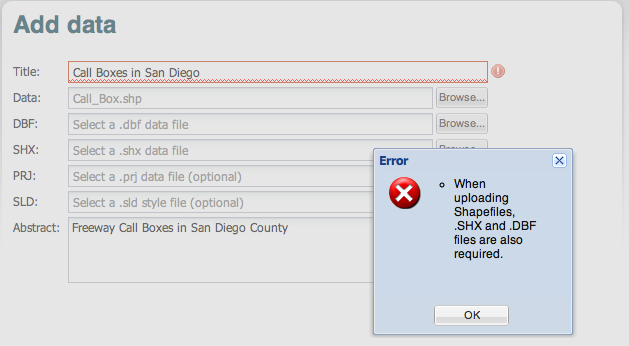 Add data
Title: Call Boxes in San Diego
Data: Call_Box.shp Browse...
DBF: Select a .dbf data file Browse...
SHX: Select a .shx data file Browse...
PRJ: Select a .prj data file (optional)
SLD: Select a .sld style file (optional)
Abstract: Freeway Call Boxes in San Diego County
Error
When
uploading
Shapefiles,
.SHX and .DBF
files are also
required.
OK